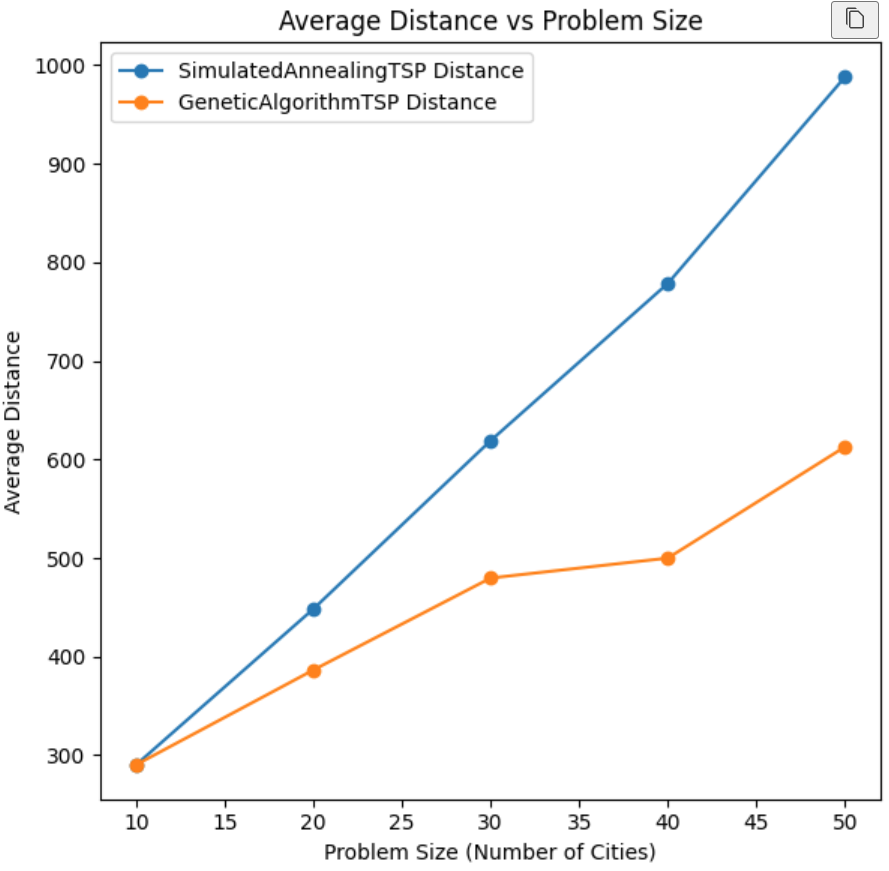 Average Distance vs Problem Size
SimulatedAnnealingTSP Distance
GeneticAlgorithmTSP Distance
Average Distance
1000
900
800
700
600
500
400
300
10 15 20 25 30 35 40 45 50
Problem Size (Number of Cities)